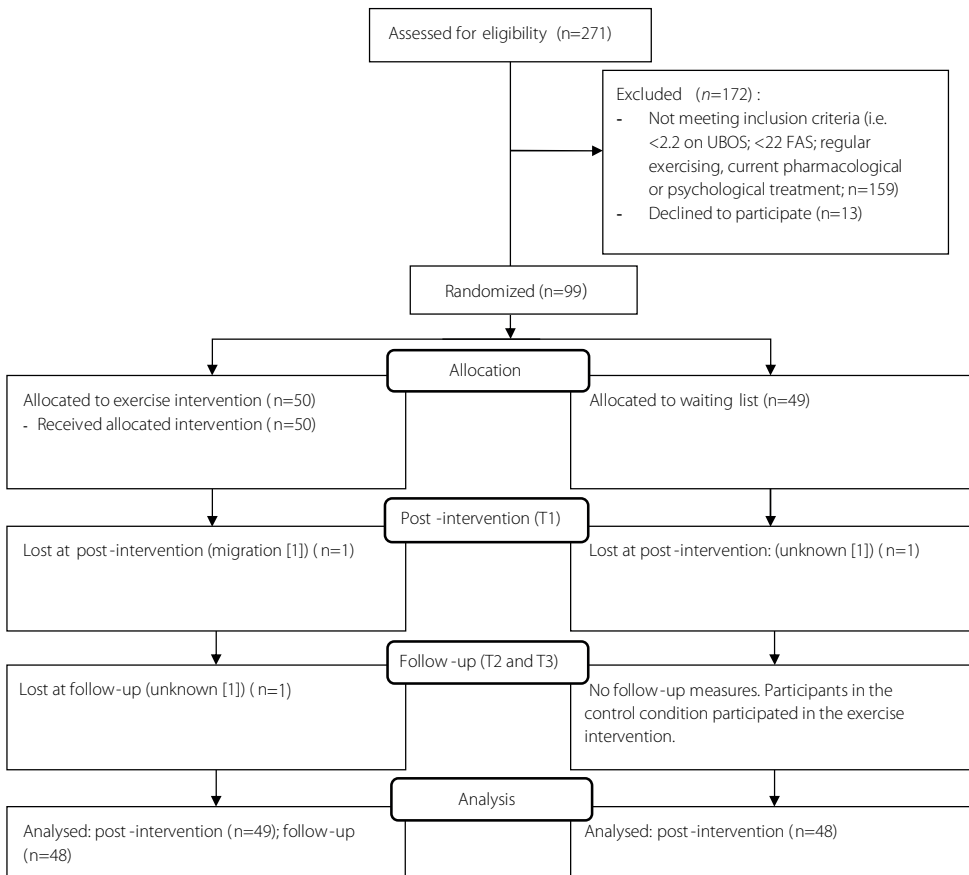 Assessed for eligibility (n=271)
Excluded (n=172) :
- Not meeting inclusion criteria (i.e.
<2.2 on UBOS; <22 FAS; regular
exercising, current pharmacological
or psychological treatment; n=159)
- Declined to participate (n=13)
Randomized (n=99)
Allocation
Allocated to exercise intervention (n=50)
- Received allocated intervention (n=50)
Allocated to waiting list (n=49)
Post-intervention (T1)
Lost at post-intervention (migration [1]) (n=1)
Lost at post-intervention: (unknown [1]) (n=1)
Follow-up (T2 and T3)
Lost at follow-up (unknown [1]) (n=1)
No follow-up measures. Participants in the
control condition participated in the exercise
intervention.
Analysis
Analysed: post-intervention (n=49); follow-up
(n=48)
Analysed: post-intervention (n=48)